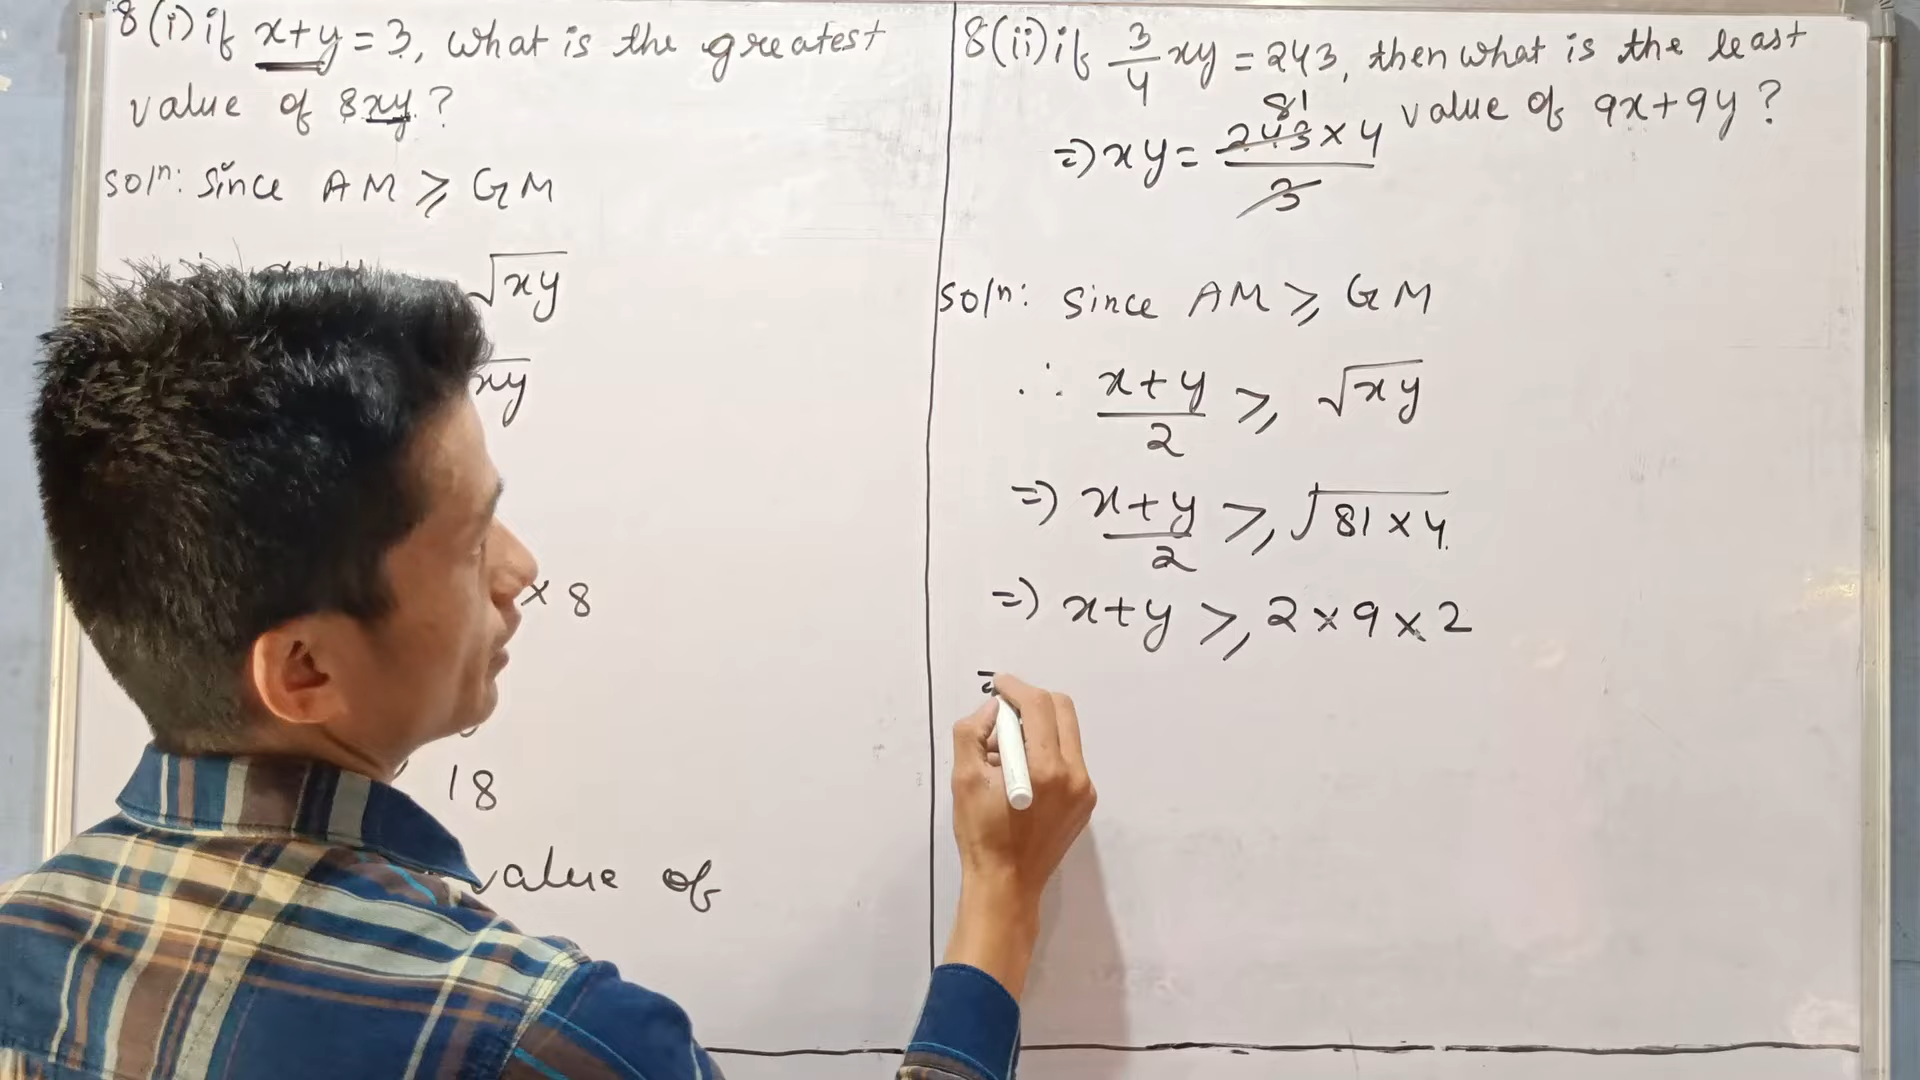 8(i) if x+y=3, what is the greatest
value of 8xy?
Soln: Since AM ⩾ GM
√xy
xy
× 8
18
value of
8(ii) if 3/4 xy = 243, then what is the least
value of 9x+9y?
81
⇒ xy = 243×4/3
Soln: Since AM ⩾ GM
∴ x+y/2 ⩾ √xy
⇒ x+y/2 ⩾ √81×4
⇒ x+y ⩾ 2×9×2
=